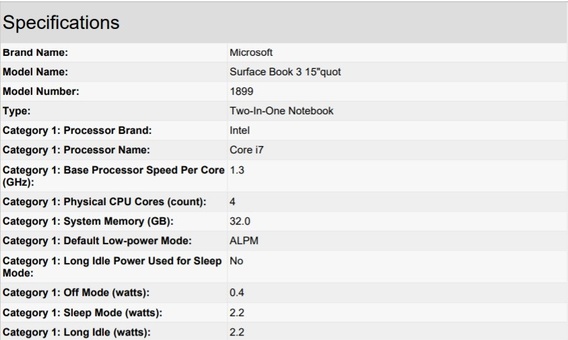 Specifications
Brand Name: Microsoft
Model Name: Surface Book 3 15"quot
Model Number: 1899
Type: Two-In-One Notebook
Category 1: Processor Brand: Intel
Category 1: Processor Name: Core i7
Category 1: Base Processor Speed Per Core 1.3
(GHz):
Category 1: Physical CPU Cores (count): 4
Category 1: System Memory (GB): 32.0
Category 1: Default Low-power Mode: ALPM
Category 1: Long Idle Power Used for Sleep No
Mode:
Category 1: Off Mode (watts): 0.4
Category 1: Sleep Mode (watts): 2.2
Category 1: Long Idle (watts): 2.2